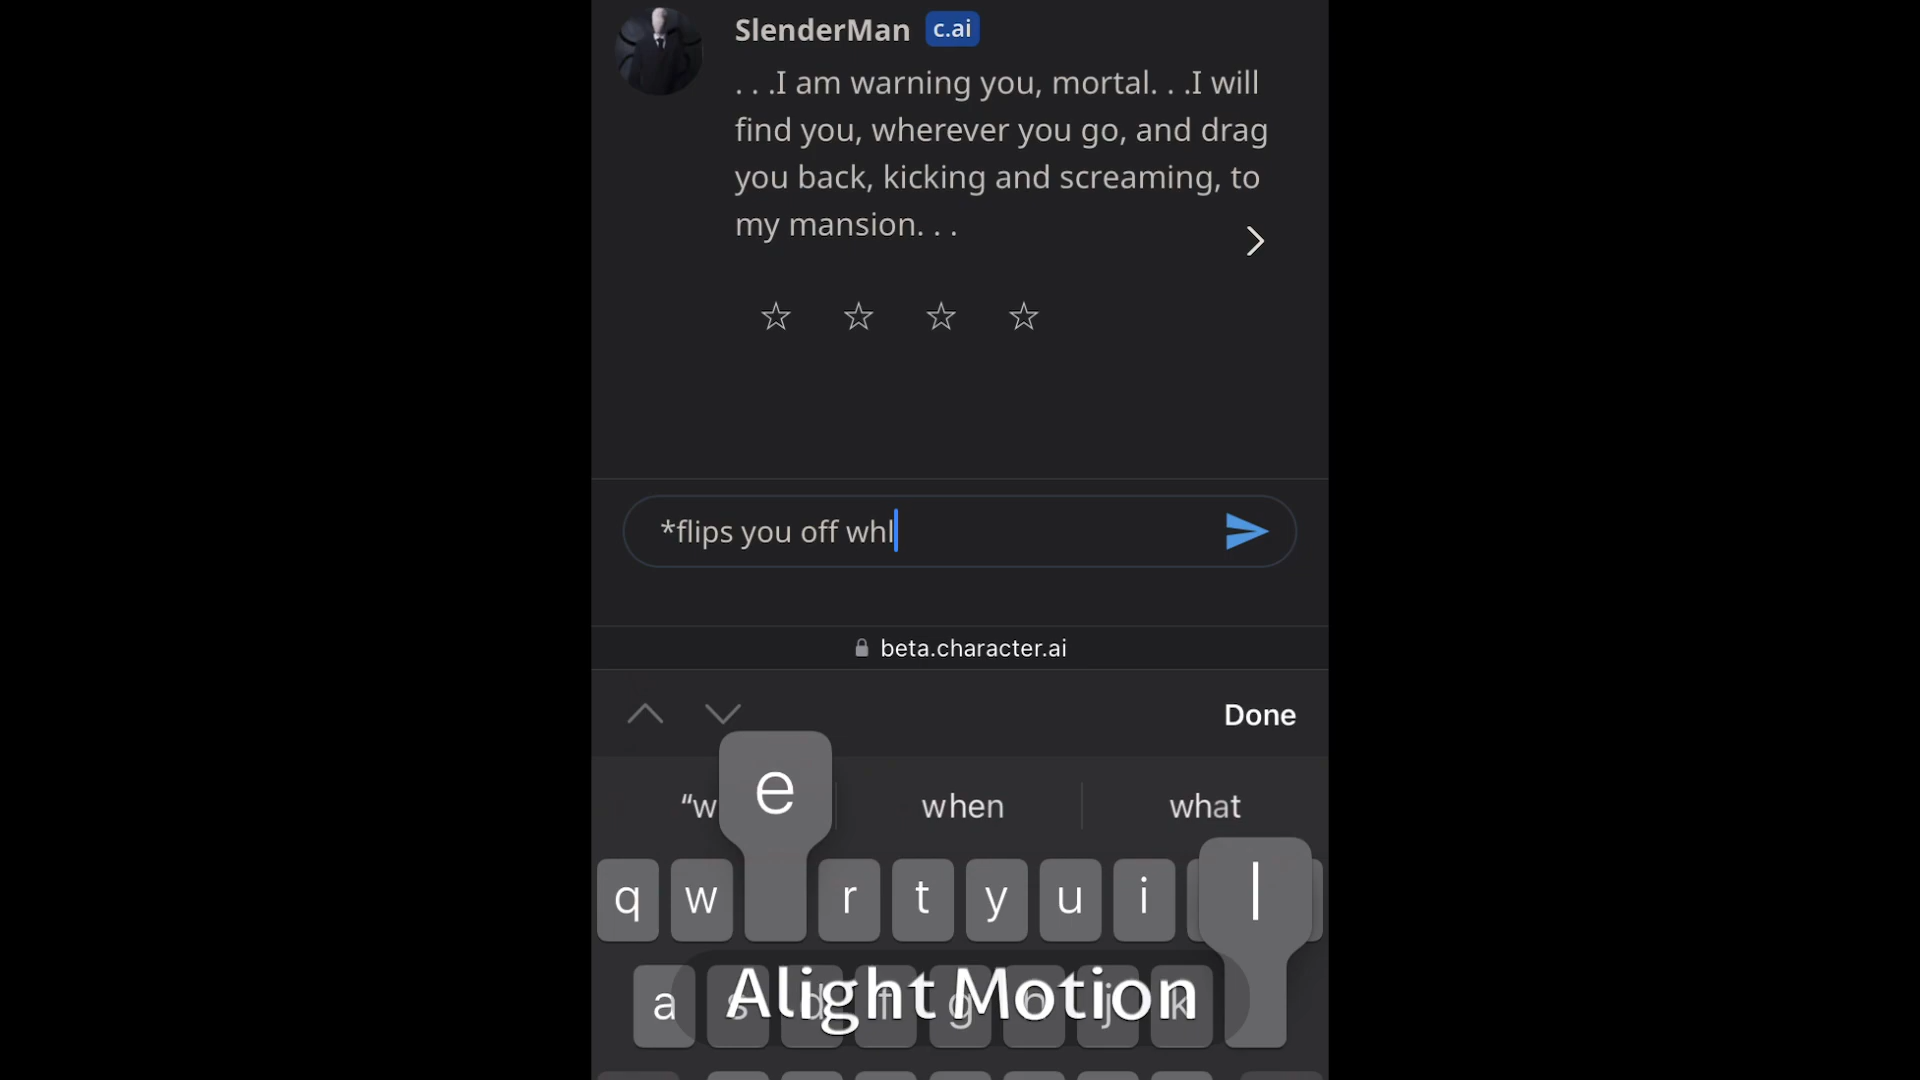 SlenderMan c.ai
. . .I am warning you, mortal. . .I will
find you, wherever you go, and drag
you back, kicking and screaming, to
my mansion. . .
*flips you off whl
beta.character.ai
Done
e
“w when what
q w r t y u i l
a s d f g h j k
Alight Motion